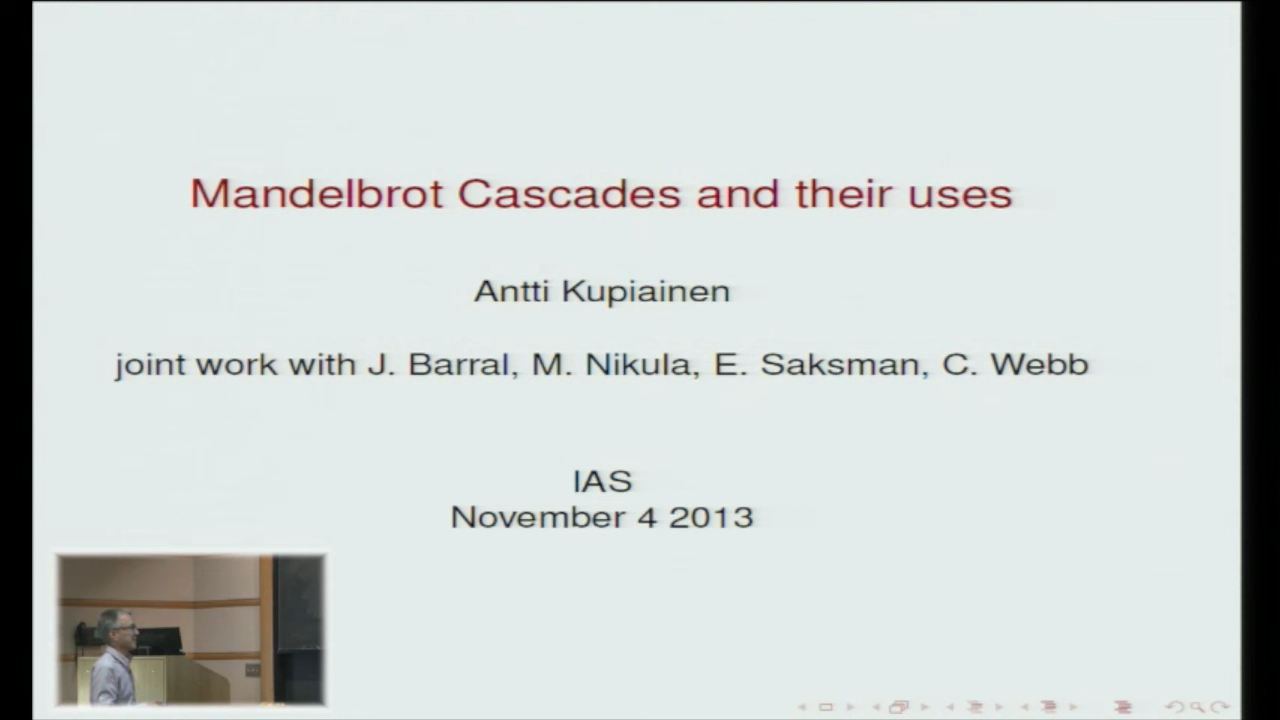 Mandelbrot Cascades and their uses
Antti Kupiainen
joint work with J. Barral, M. Nikula, E. Saksman, C. Webb
IAS
November 4 2013